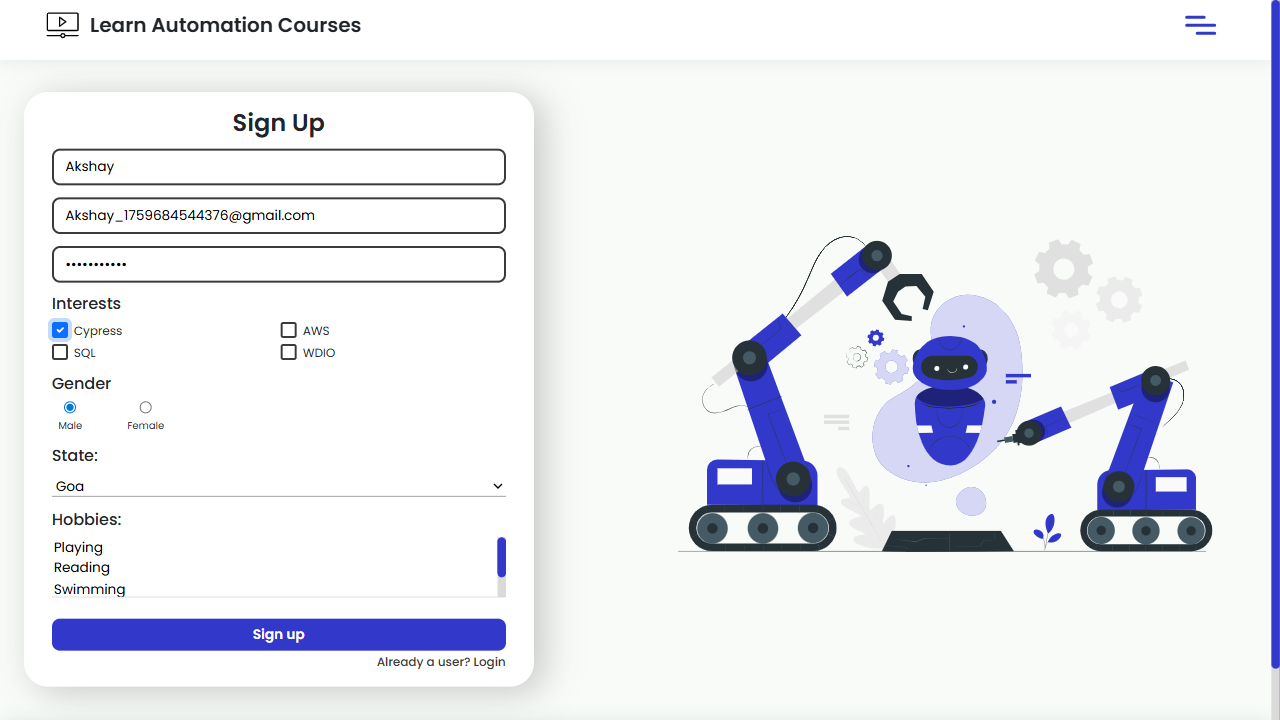 Learn Automation Courses
Sign Up
Akshay
Akshay_1759684544376@gmail.com
•••••••••••
Interests
Cypress AWS
SQL WDIO
Gender
Male Female
State:
Goa
Hobbies:
Playing
Reading
Swimming
Sign up
Already a user? Login